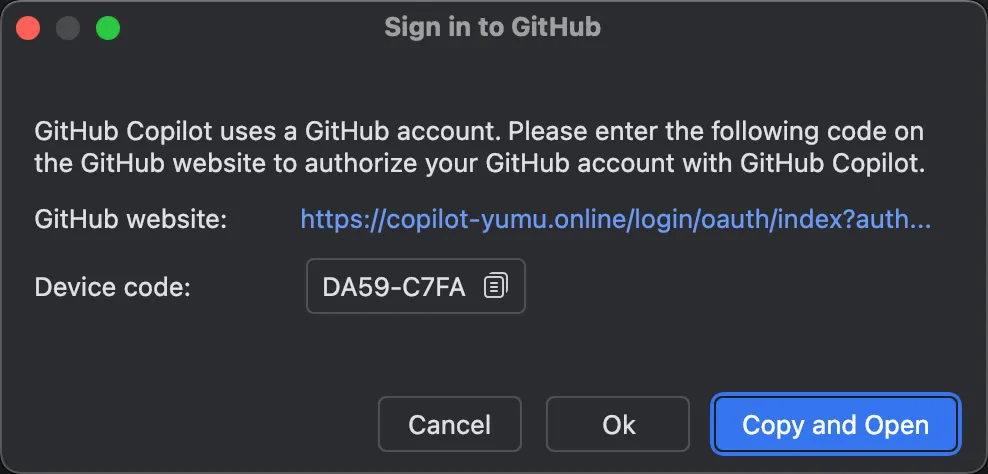 Sign in to GitHub
GitHub Copilot uses a GitHub account. Please enter the following code on
the GitHub website to authorize your GitHub account with GitHub Copilot.
GitHub website: https://copilot-yumu.online/login/oauth/index?auth...
Device code: DA59-C7FA
Cancel Ok Copy and Open